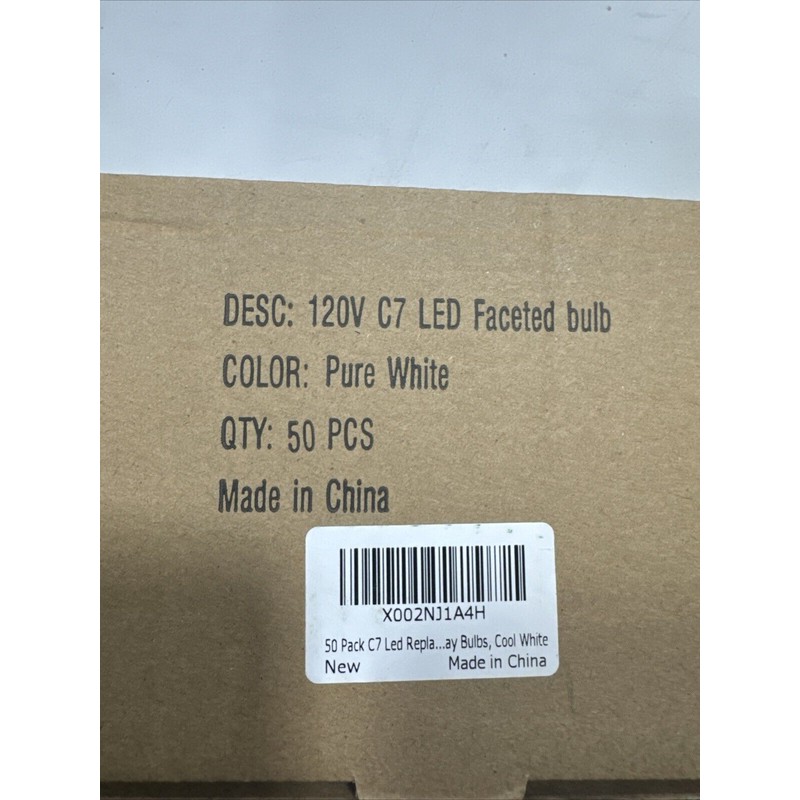 DESC: 120V C7 LED Faceted bulb
COLOR: Pure White
QTY: 50 PCS
Made in China
X002NJ1A4H
50 Pack C7 Led Repla...ay Bulbs, Cool White
New Made in China